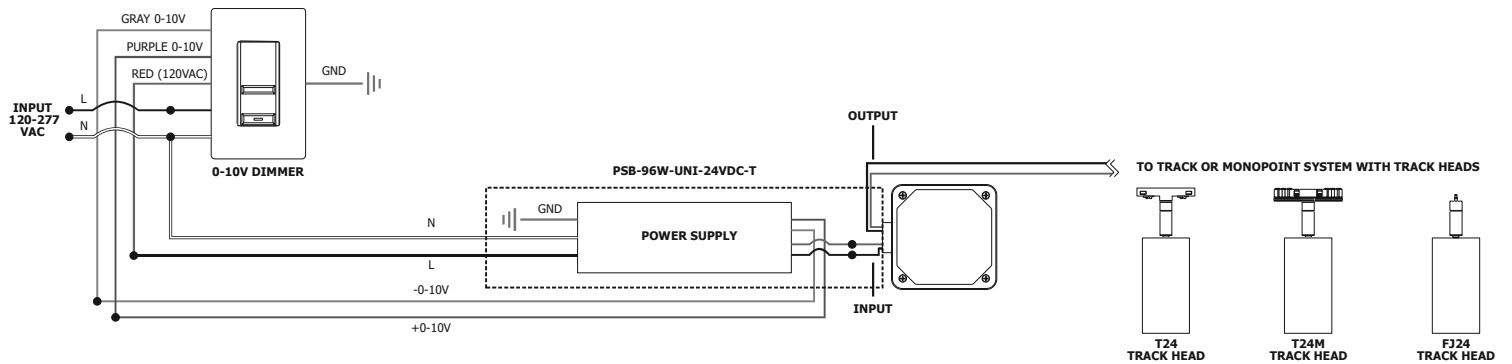 GRAY 0-10V
PURPLE 0-10V
RED (120VAC)
GND
L
INPUT
120-277
VAC
N
0-10V DIMMER
OUTPUT
PSB-96W-UNI-24VDC-T
TO TRACK OR MONOPOINT SYSTEM WITH TRACK HEADS
GND
N
POWER SUPPLY
L
-0-10V
INPUT
+0-10V
T24
TRACK HEAD
T24M
TRACK HEAD
FJ24
TRACK HEAD